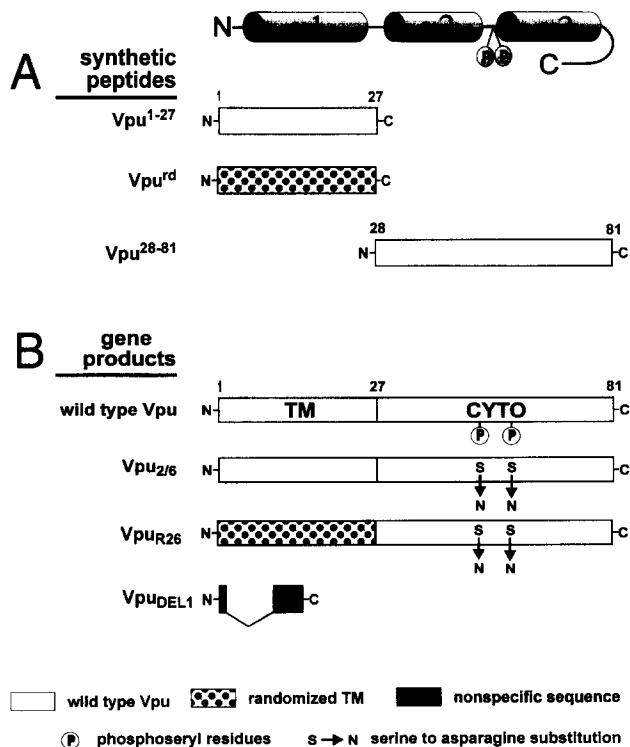 N 1 2 3
P P
C
A synthetic peptides
1 27
Vpu1-27 N C
Vpurd N C
28 81
Vpu28-81 N C
B gene products
1 27 81
wild type Vpu N TM CYTO C
P P
Vpu2/6 N S S C
N N
VpuR26 N S S C
N N
VpuDEL1 N C
wild type Vpu randomized TM nonspecific sequence
P phosphoseryl residues S → N serine to asparagine substitution